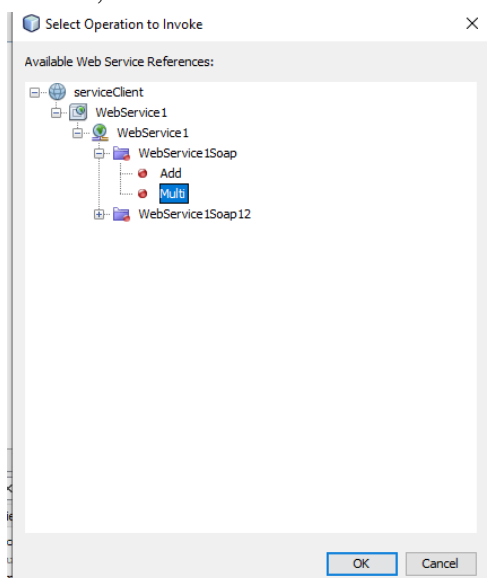 Select Operation to Invoke
Available Web Service References:
serviceClient
WebService1
WebService1
WebService1Soap
Add
Multi
WebService1Soap12
OK Cancel